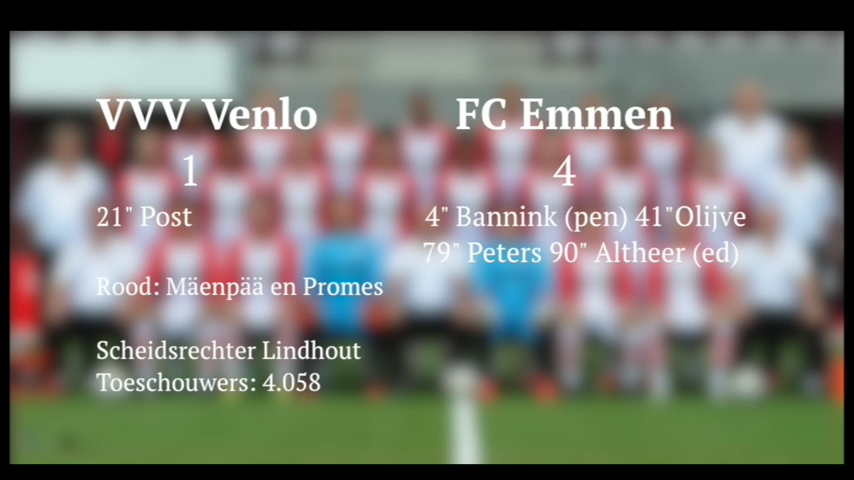 VVV Venlo FC Emmen
1 4
21" Post 4" Bannink (pen) 41"Olijve
79" Peters 90" Altheer (ed)
Rood: Mäenpää en Promes
Scheidsrechter Lindhout
Toeschouwers: 4.058